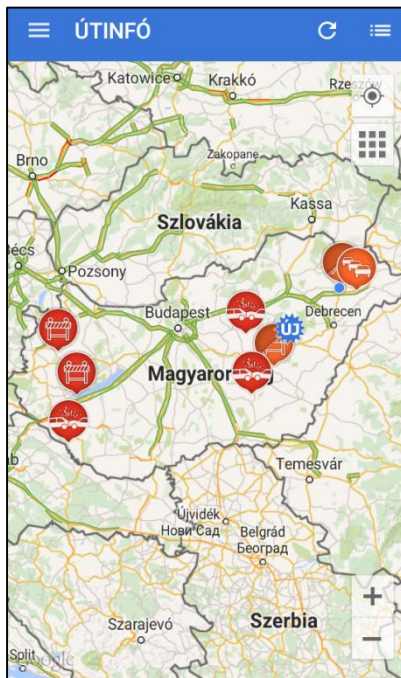 ÚTINFÓ
Katowice
Krakkó
Rzeszów
Brno
Zakopane
Szlovákia
Kassa
Bécs
Pozsony
Budapest
ÚJ
Debrecen
Temesvár
Újvidék
Нови Сад
Belgrád
Београд
Szarajevó
Szerbia
Split